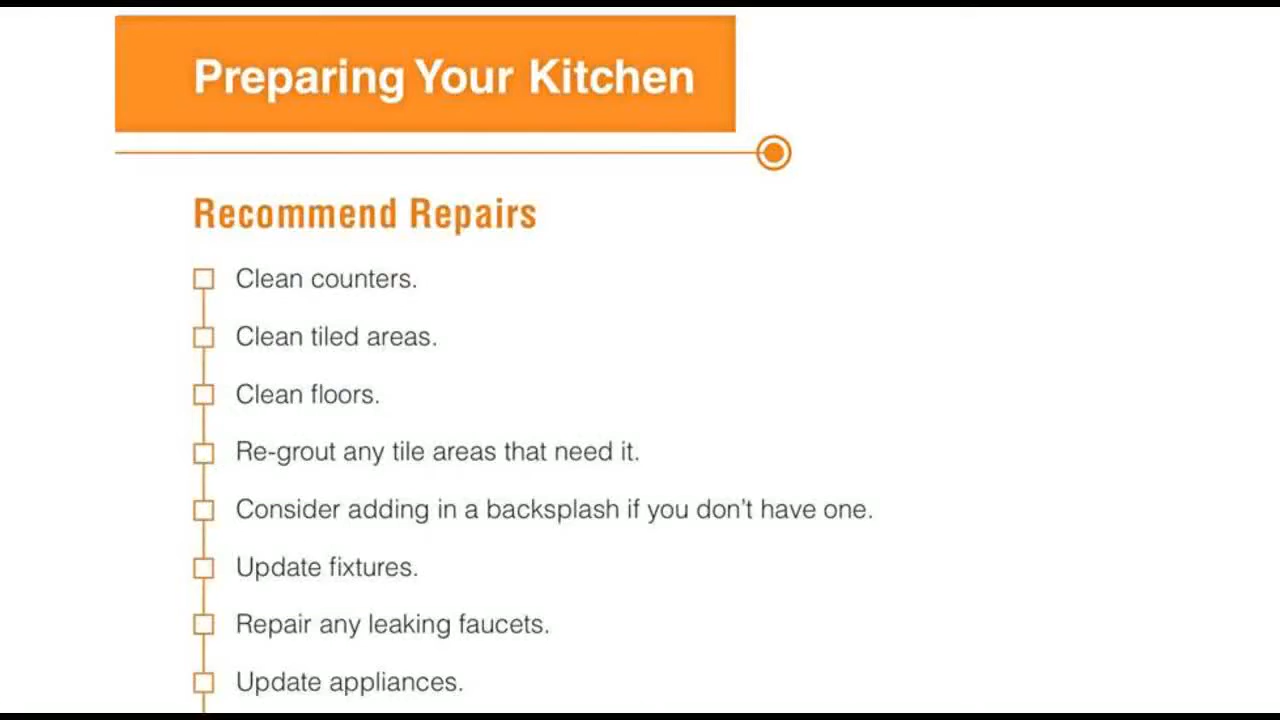 Preparing Your Kitchen
Recommend Repairs
Clean counters.
Clean tiled areas.
Clean floors.
Re-grout any tile areas that need it.
Consider adding in a backsplash if you don't have one.
Update fixtures.
Repair any leaking faucets.
Update appliances.